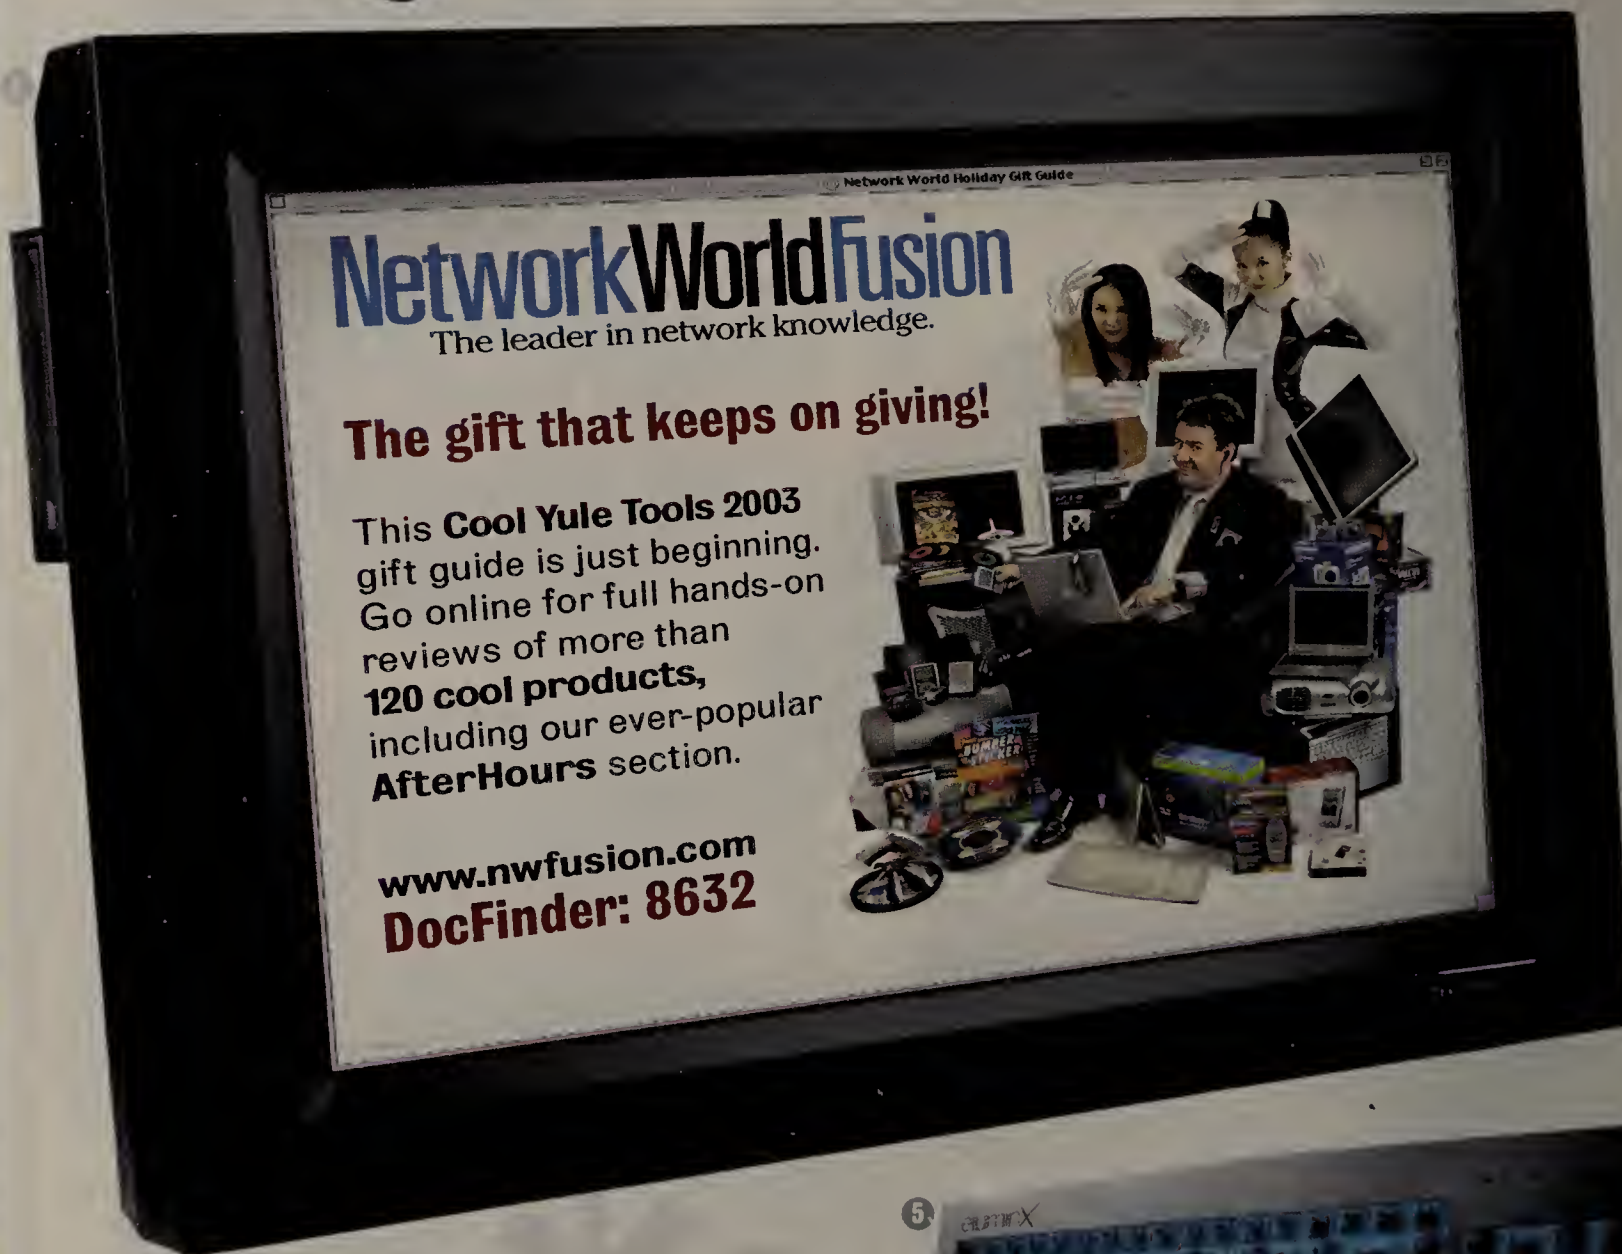 Network World Holiday Gift Guide
NetworkWorldFusion
The leader in network knowledge.
The gift that keeps on giving!
This Cool Yule Tools 2003
gift guide is just beginning.
Go online for full hands-on
reviews of more than
120 cool products,
including our ever-popular
AfterHours section.
www.nwfusion.com
DocFinder: 8632
BUMPER
STICKER
5